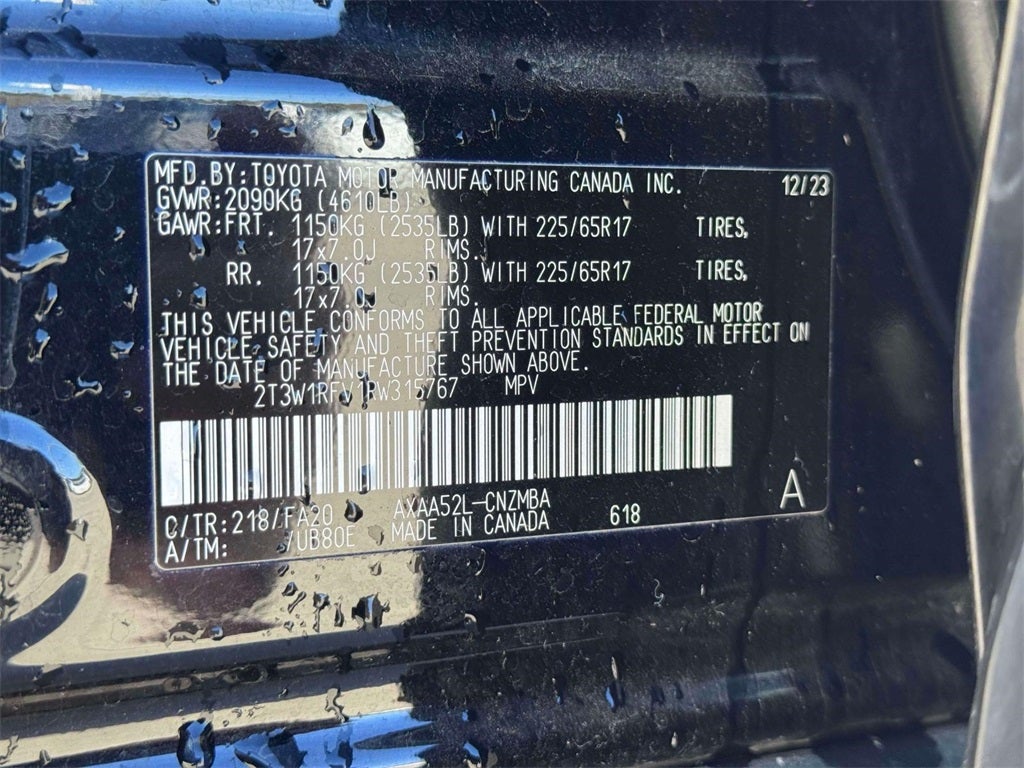 MFD.BY:TOYOTA MOTOR MANUFACTURING CANADA INC. 12/23
GVWR:2090KG (4610LB)
GAWR:FRT. 1150KG (2535LB) WITH 225/65R17 TIRES,
17x7.0J RIMS.
RR. 1150KG (2535LB) WITH 225/65R17 TIRES,
17x7.0J RIMS.
THIS VEHICLE CONFORMS TO ALL APPLICABLE FEDERAL MOTOR
VEHICLE SAFETY AND THEFT PREVENTION STANDARDS IN EFFECT ON
THE DATE OF MANUFACTURE SHOWN ABOVE.
2T3W1RFV1RW315767 MPV
A
C/TR:218/FA20 AXAA52L-CNZMBA
A/TM: /UB80E MADE IN CANADA 618